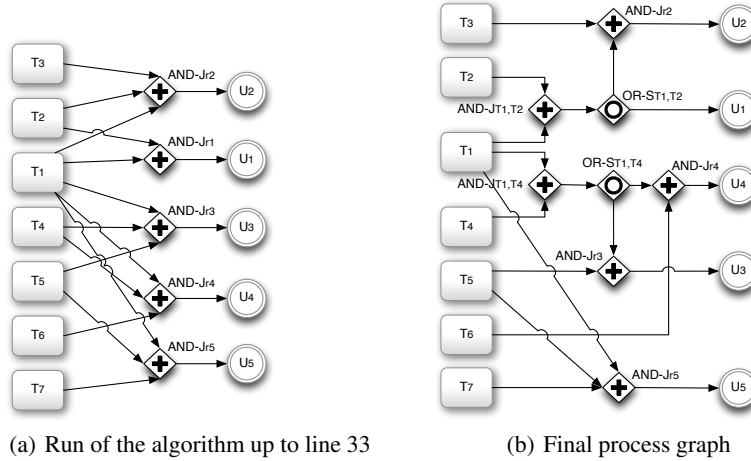 T3
AND-Jr2
U2
T2
AND-Jr1
U1
T1
AND-Jr3
T4
U3
T5
AND-Jr4
U4
T6
AND-Jr5
U5
T7
(a) Run of the algorithm up to line 33
T3
AND-Jr2
U2
T2
OR-ST1,T2
AND-JT1,T2
U1
T1
OR-ST1,T4
AND-Jr4
AND-JT1,T4
U4
T4
AND-Jr3
T5
U3
T6
AND-Jr5
T7
U5
(b) Final process graph